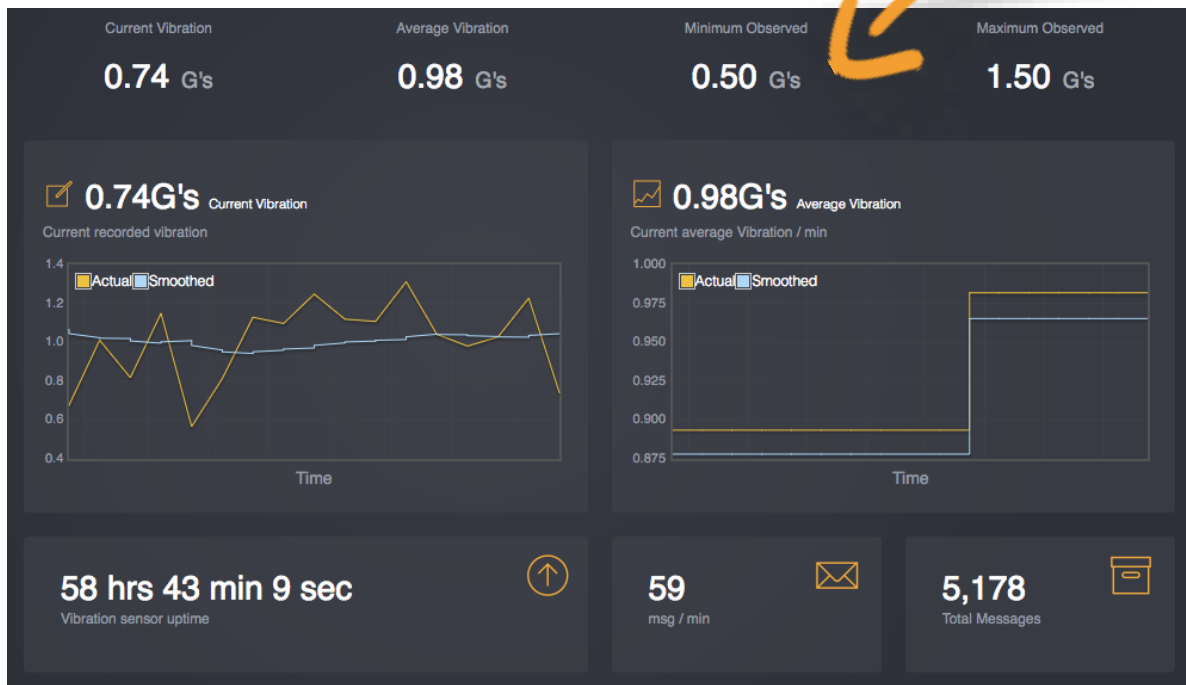 Current Vibration Average Vibration Minimum Observed Maximum Observed
0.74 G's 0.98 G's 0.50 G's 1.50 G's
0.74G's Current Vibration
Current recorded vibration
1.4
Actual Smoothed
1.2
1.0
0.8
0.6
0.4
Time
0.98G's Average Vibration
Current average Vibration / min
1.000
Actual Smoothed
0.975
0.950
0.925
0.900
0.875
Time
58 hrs 43 min 9 sec
Vibration sensor uptime
59
msg / min
5,178
Total Messages